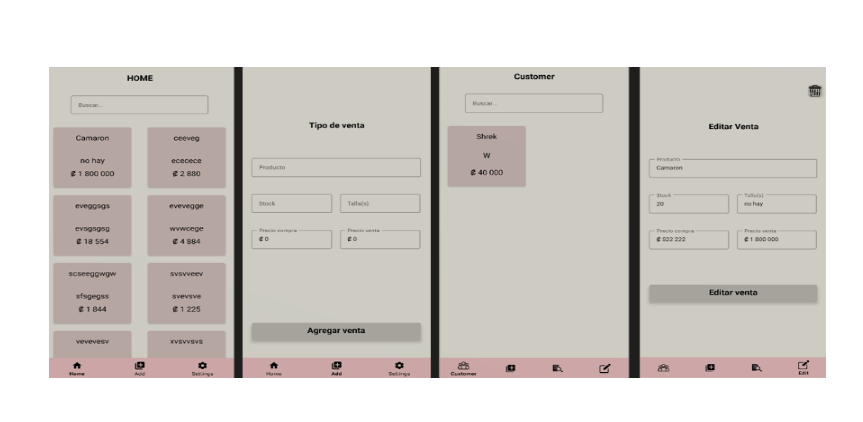 HOME
Buscar...
Camaron
no hay
₡ 1 800 000
ceeveg
ececece
₡ 2 880
eveggsgs
evsgsgsg
₡ 18 554
evevegge
wvwcege
₡ 4 884
scseeggwgw
sfsgegss
₡ 1 844
svsvveev
svevsve
₡ 1 225
vevevesv
xvsvvsvs
Home
Add
Settings
Tipo de venta
Producto
Stock
Talla(s)
Precio compra
₡ 0
Precio venta
₡ 0
Agregar venta
Home
Add
Settings
Customer
Buscar...
Shrek
W
₡ 40 000
Customer
Editar Venta
Producto
Camaron
Stock
20
Talla(s)
no hay
Precio compra
₡ 522 222
Precio venta
₡ 1 800 000
Editar venta
Edit